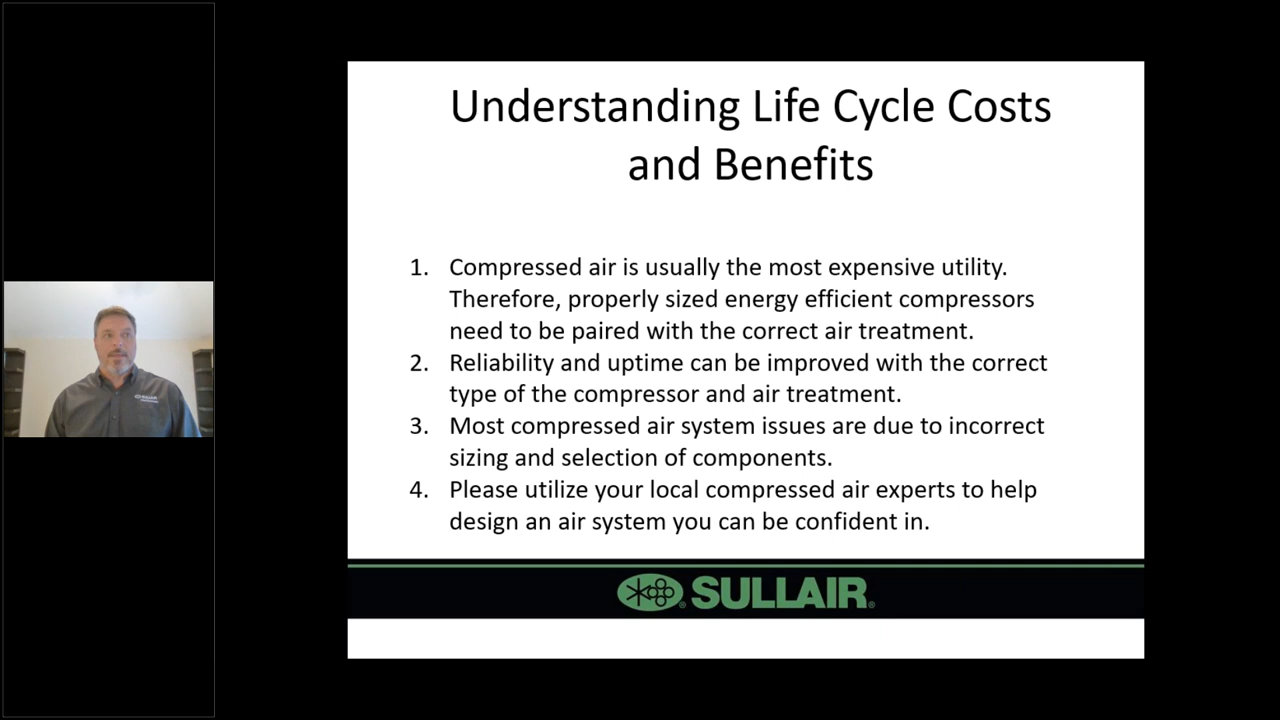 Understanding Life Cycle Costs
and Benefits
1. Compressed air is usually the most expensive utility.
Therefore, properly sized energy efficient compressors
need to be paired with the correct air treatment.
2. Reliability and uptime can be improved with the correct
type of the compressor and air treatment.
3. Most compressed air system issues are due to incorrect
sizing and selection of components.
4. Please utilize your local compressed air experts to help
design an air system you can be confident in.
® SULLAIR®